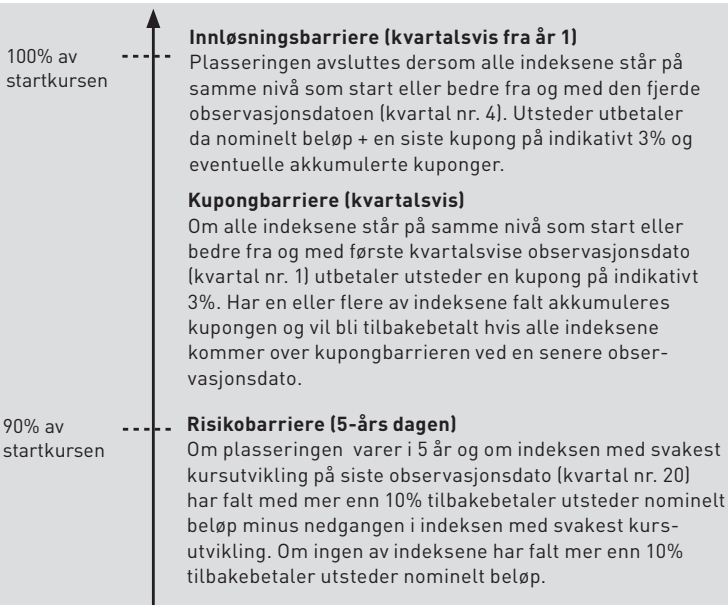 100% av
startkursen
Innløsningsbarriere (kvartalsvis fra år 1)
Plasseringen avsluttes dersom alle indeksene står på
samme nivå som start eller bedre fra og med den fjerde
observasjonsdatoen (kvartal nr. 4). Utsteder utbetaler
da nominelt beløp + en siste kupong på indikativt 3% og
eventuelle akkumulerte kuponger.
Kupongbarriere (kvartalsvis)
Om alle indeksene står på samme nivå som start eller
bedre fra og med første kvartalsvise observasjonsdato
(kvartal nr. 1) utbetaler utsteder en kupong på indikativt
3%. Har en eller flere av indeksene falt akkumuleres
kupongen og vil bli tilbakebetalt hvis alle indeksene
kommer over kupongbarrieren ved en senere obser-
vasjonsdato.
90% av
startkursen
Risikobarriere (5-års dagen)
Om plasseringen varer i 5 år og om indeksen med svakest
kursutvikling på siste observasjonsdato (kvartal nr. 20)
har falt med mer enn 10% tilbakebetaler utsteder nominelt
beløp minus nedgangen i indeksen med svakest kurs-
utvikling. Om ingen av indeksene har falt mer enn 10%
tilbakebetaler utsteder nominelt beløp.